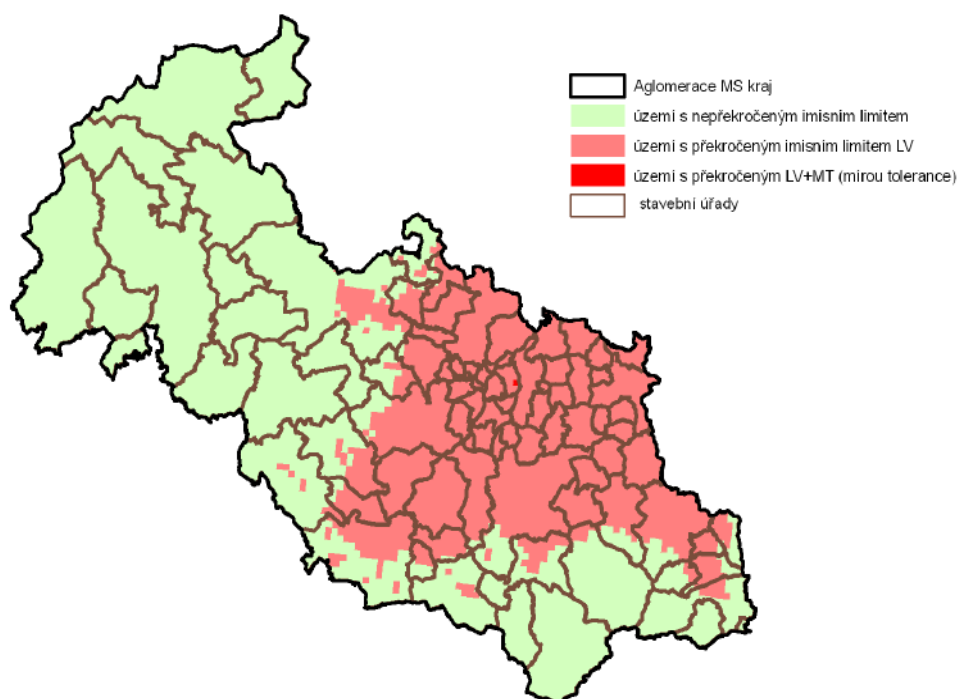 Aglomerace MS kraj
území s nepřekročeným imisním limitem
území s překročeným imisním limitem LV
území s překročeným LV+MT (mírou tolerance)
stavební úřady